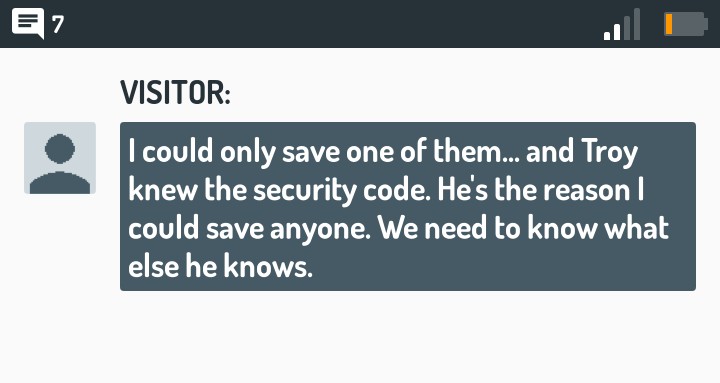 7
VISITOR:
I could only save one of them... and Troy
knew the security code. He's the reason I
could save anyone. We need to know what
else he knows.